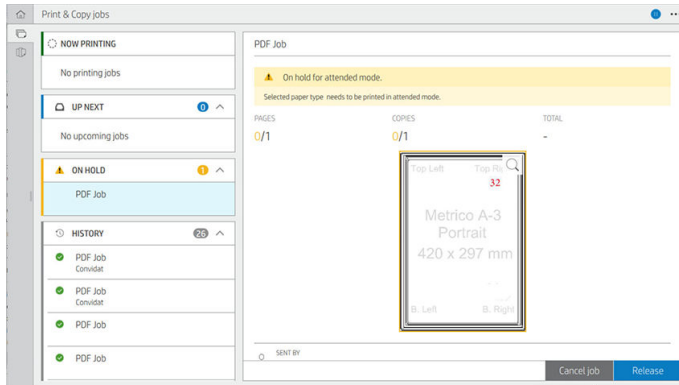 Print & Copy jobs
NOW PRINTING
No printing jobs
UP NEXT
0
No upcoming jobs
ON HOLD
1
PDF Job
HISTORY
26
PDF Job
Convidat
PDF Job
Convidat
PDF Job
PDF Job
PDF Job
On hold for attended mode.
Selected paper type needs to be printed in attended mode.
PAGES
COPIES
TOTAL
0/1
0/1
-
Top Left
32
Metrico A-3
Portrait
420 x 297 mm
B. Left
B. Right
SENT BY
Cancel job
Release